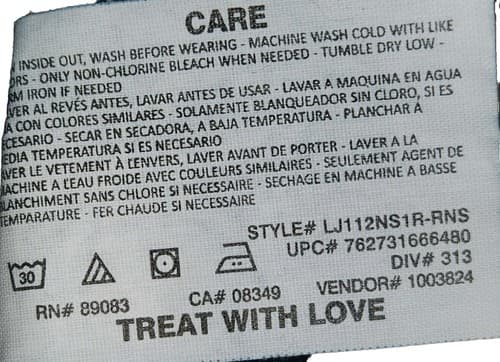 CARE
INSIDE OUT, WASH BEFORE WEARING - MACHINE WASH COLD WITH LIKE
ORS - ONLY NON-CHLORINE BLEACH WHEN NEEDED - TUMBLE DRY LOW -
RM IRON IF NEEDED
VER AL REVÉS ANTES, LAVAR ANTES DE USAR - LAVAR A MAQUINA EN AGUA
A CON COLORES SIMILARES - SOLAMENTE BLANQUEADOR SIN CLORO, SI ES
CESARIO - SECAR EN SECADORA, A BAJA TEMPERATURA - PLANCHAR A
EDIA TEMPERATURA SI ES NECESARIO
VER LE VETEMENT À L'ENVERS, LAVER AVANT DE PORTER - LAVER A LA
MACHINE A L'EAU FROIDE AVEC COULEURS SIMILAIRES - SEULEMENT AGENT DE
BLANCHIMENT SANS CHLORE SI NECESSAIRE - SECHAGE EN MACHINE A BASSE
TEMPARATURE - FER CHAUDE SI NECESSAIRE
STYLE# LJ112NS1R-RNS
UPC# 762731666480
DIV# 313
30
RN# 89083 CA# 08349 VENDOR# 1003824
TREAT WITH LOVE